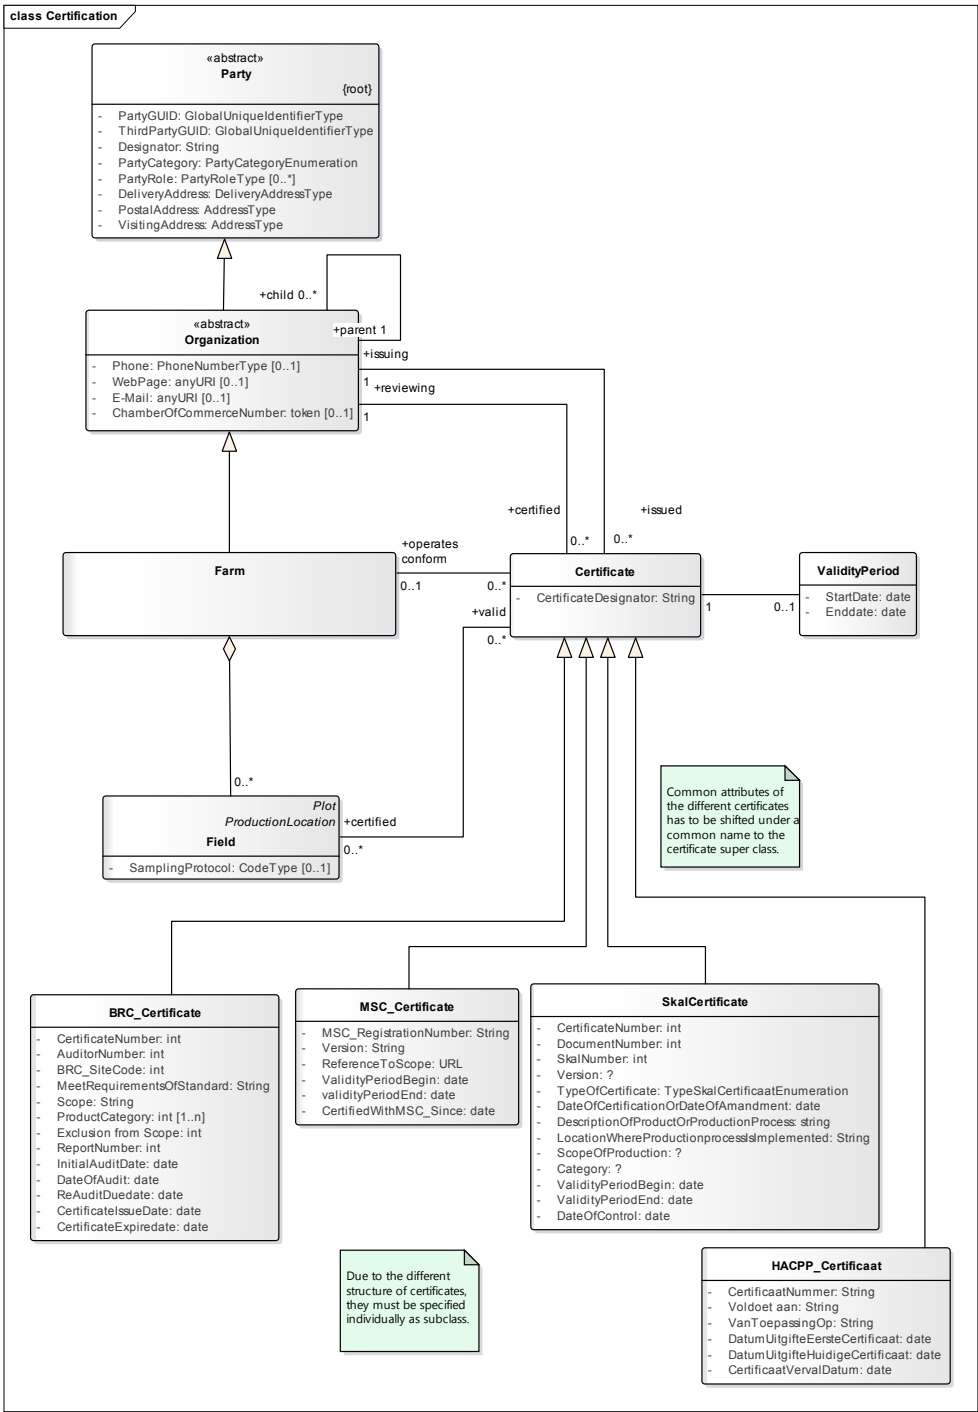 class Certification
«abstract»
Party
{root}
- PartyGUID: GlobalUniqueIdentifierType
- ThirdPartyGUID: GlobalUniqueIdentifierType
- Designator: String
- PartyCategory: PartyCategoryEnumeration
- PartyRole: PartyRoleType [0..*]
- DeliveryAddress: DeliveryAddressType
- PostalAddress: AddressType
- VisitingAddress: AddressType
+child 0..*
+parent 1
«abstract»
Organization
- Phone: PhoneNumberType [0..1]
- WebPage: anyURI [0..1]
- E-Mail: anyURI [0..1]
- ChamberOfCommerceNumber: token [0..1]
+issuing
1
+reviewing
1
+certified
0..*
+issued
0..*
Farm
+operates
conform
0..1
0..*
+valid
0..*
Certificate
- CertificateDesignator: String
1
0..1
ValidityPeriod
- StartDate: date
- Enddate: date
0..*
Plot
ProductionLocation
Field
- SamplingProtocol: CodeType [0..1]
+certified
0..*
Common attributes of
the different certificates
has to be shifted under a
common name to the
certificate super class.
BRC_Certificate
- CertificateNumber: int
- AuditorNumber: int
- BRC_SiteCode: int
- MeetRequirementsOfStandard: String
- Scope: String
- ProductCategory: int [1..n]
- Exclusion from Scope: int
- ReportNumber: int
- InitialAuditDate: date
- DateOfAudit: date
- ReAuditDuedate: date
- CertificateIssueDate: date
- CertificateExpiredate: date
MSC_Certificate
- MSC_RegistrationNumber: String
- Version: String
- ReferenceToScope: URL
- ValidityPeriodBegin: date
- validityPeriodEnd: date
- CertifiedWithMSC_Since: date
SkalCertificate
- CertificateNumber: int
- DocumentNumber: int
- SkalNumber: int
- Version: ?
- TypeOfCertificate: TypeSkalCertificaatEnumeration
- DateOfCertificationOrDateOfAmandment: date
- DescriptionOfProductOrProductionProcess: string
- LocationWhereProductionprocessIsImplemented: String
- ScopeOfProduction: ?
- Category: ?
- ValidityPeriodBegin: date
- ValidityPeriodEnd: date
- DateOfControl: date
Due to the different
structure of certificates,
they must be specified
individually as subclass.
HACPP_Certificaat
- CertificaatNummer: String
- Voldoet aan: String
- VanToepassingOp: String
- DatumUitgifteEersteCertificaat: date
- DatumUitgifteHuidigeCertificaat: date
- CertificaatVervalDatum: date